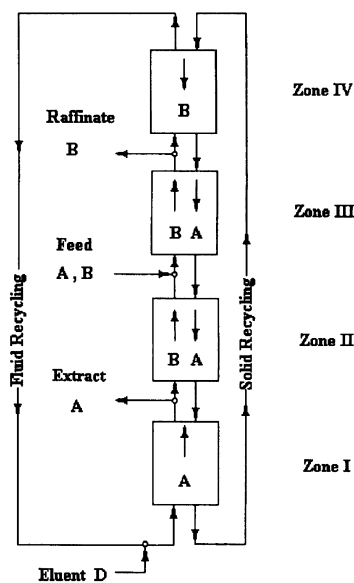 Zone IV
B
Raffinate
B
Zone III
B A
Feed
A , B
Fluid Recycling
Solid Recycling
Zone II
B A
Extract
A
Zone I
A
Eluent D